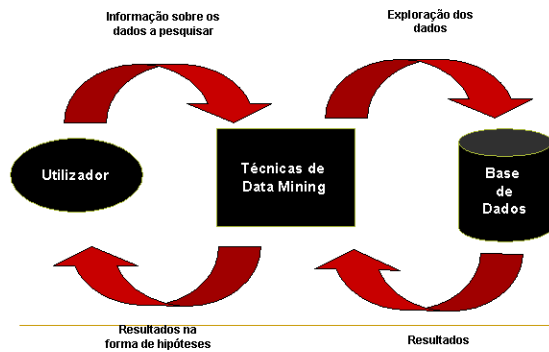 Informação sobre os
dados a pesquisar
Exploração dos
dados
Utilizador
Técnicas de
Data Mining
Base
de
Dados
Resultados na
forma de hipóteses
Resultados